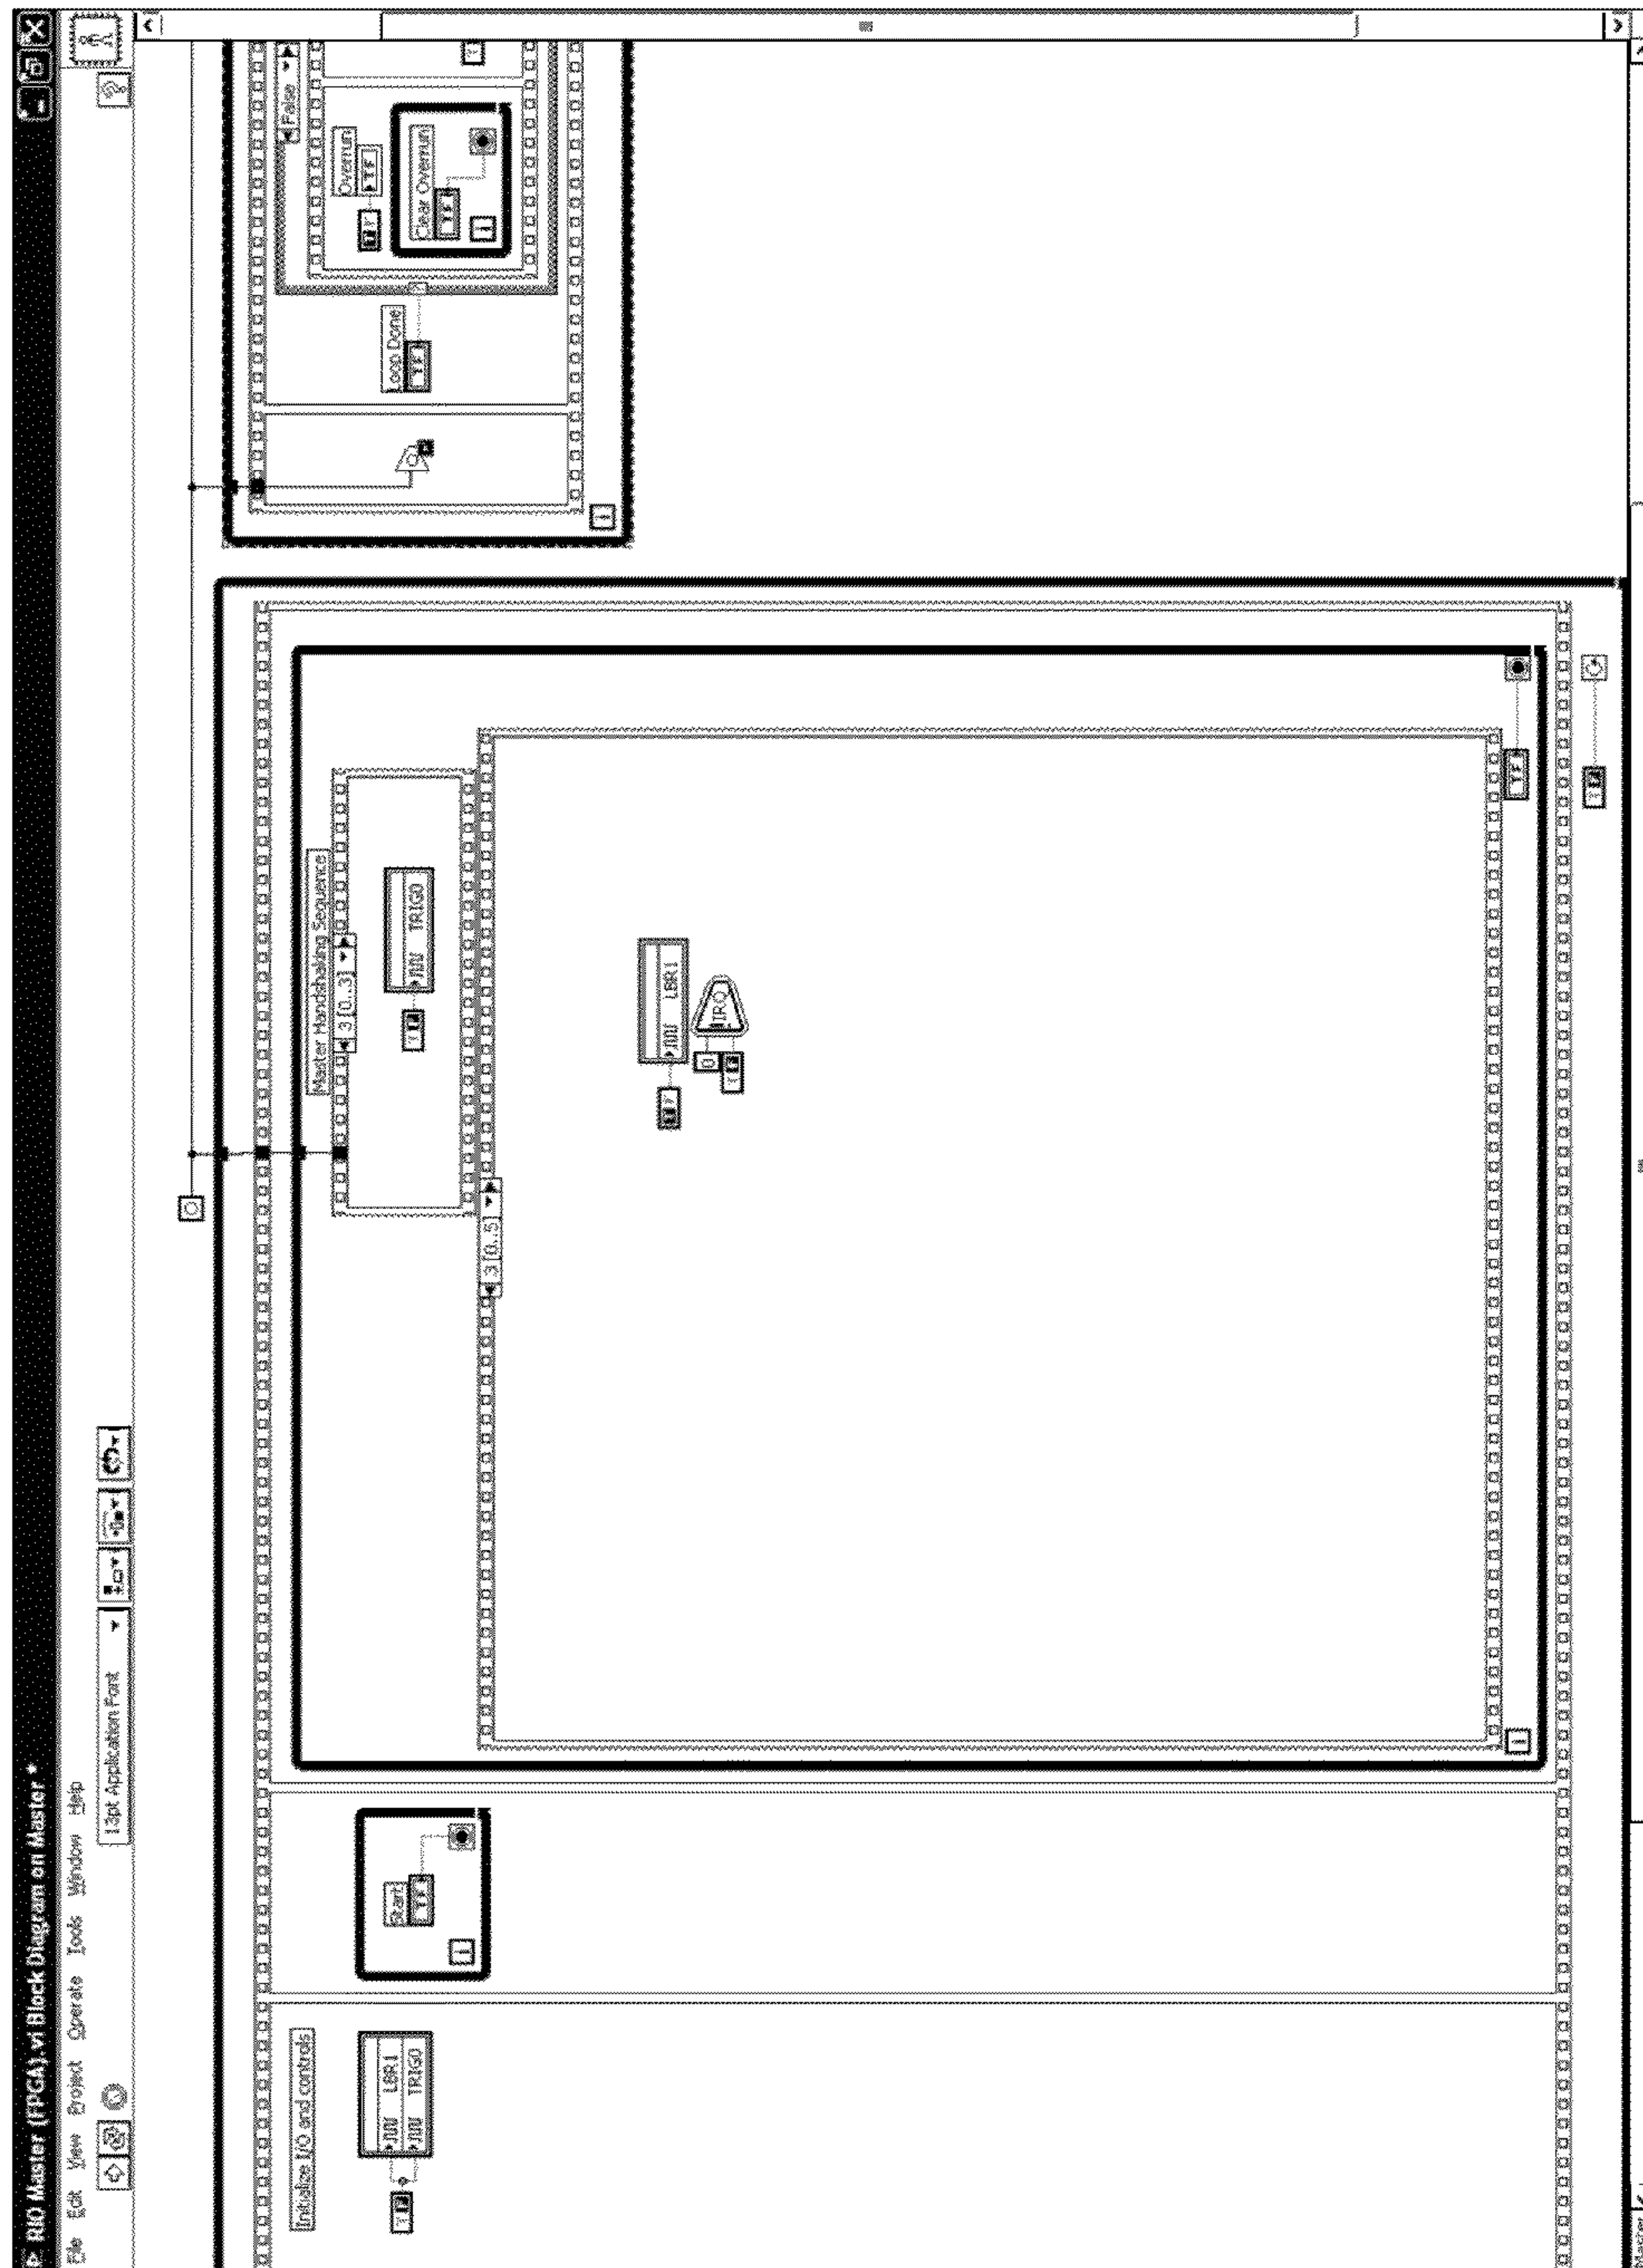 RIO Master (FPGA).vi Block Diagram on Master *
File Edit View Project Operate Tools Window Help
13pt Application Font
Initialize I/O and controls
LBR1
TRIG0
Start
Master Handshaking Sequence
3 [0..3]
TRIG0
3 [0..5]
LBR1
0
IRQ
i
i
i
Loop Done
False
Overrun
Clear Overrun
TF
i
i
Master